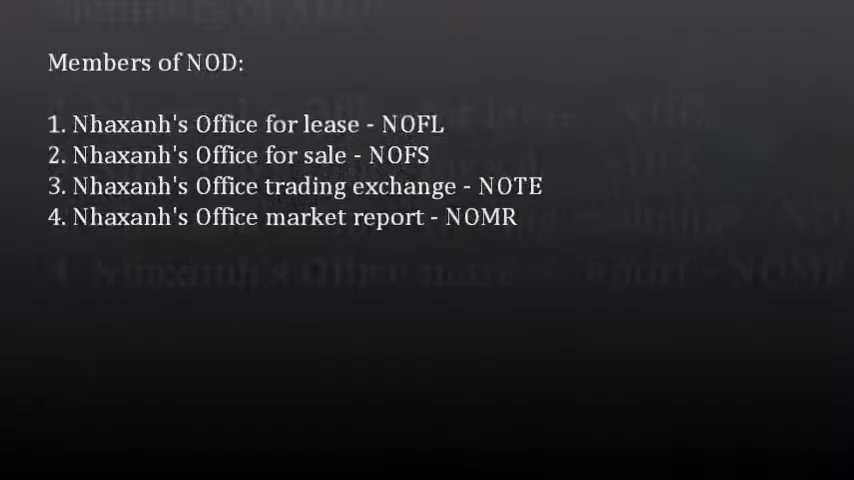 Members of NOD:
1. Nhaxanh's Office for lease - NOFL
2. Nhaxanh's Office for sale - NOFS
3. Nhaxanh's Office trading exchange - NOTE
4. Nhaxanh's Office market report - NOMR